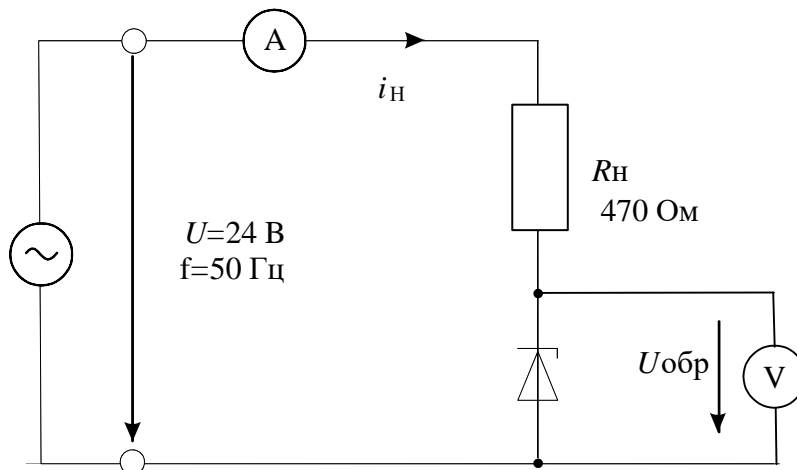 A
iн
Rн
470 Ом
U=24 В
f=50 Гц
Uобр
V